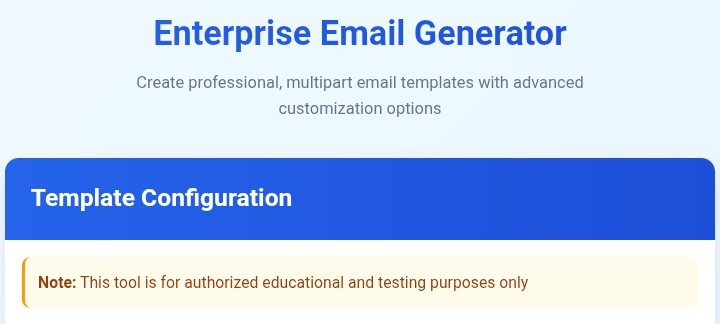 Enterprise Email Generator
Create professional, multipart email templates with advanced
customization options
Template Configuration
Note: This tool is for authorized educational and testing purposes only